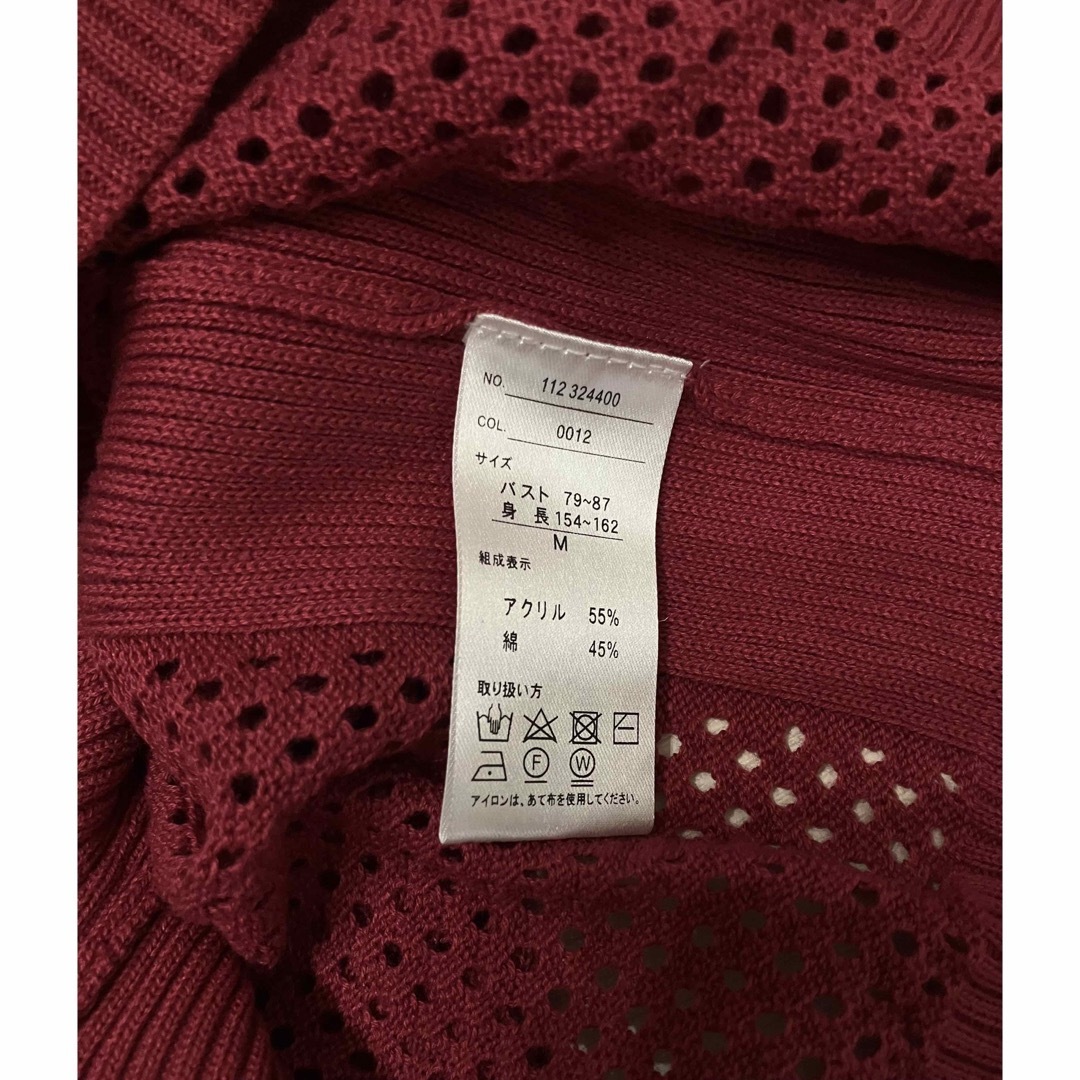 NO. 112 324400
COL. 0012
サイズ
バスト 79~87
身 長 154~162
M
組成表示
アクリル 55%
綿 45%
取り扱い方
F W
アイロンは、あて布を使用してください。